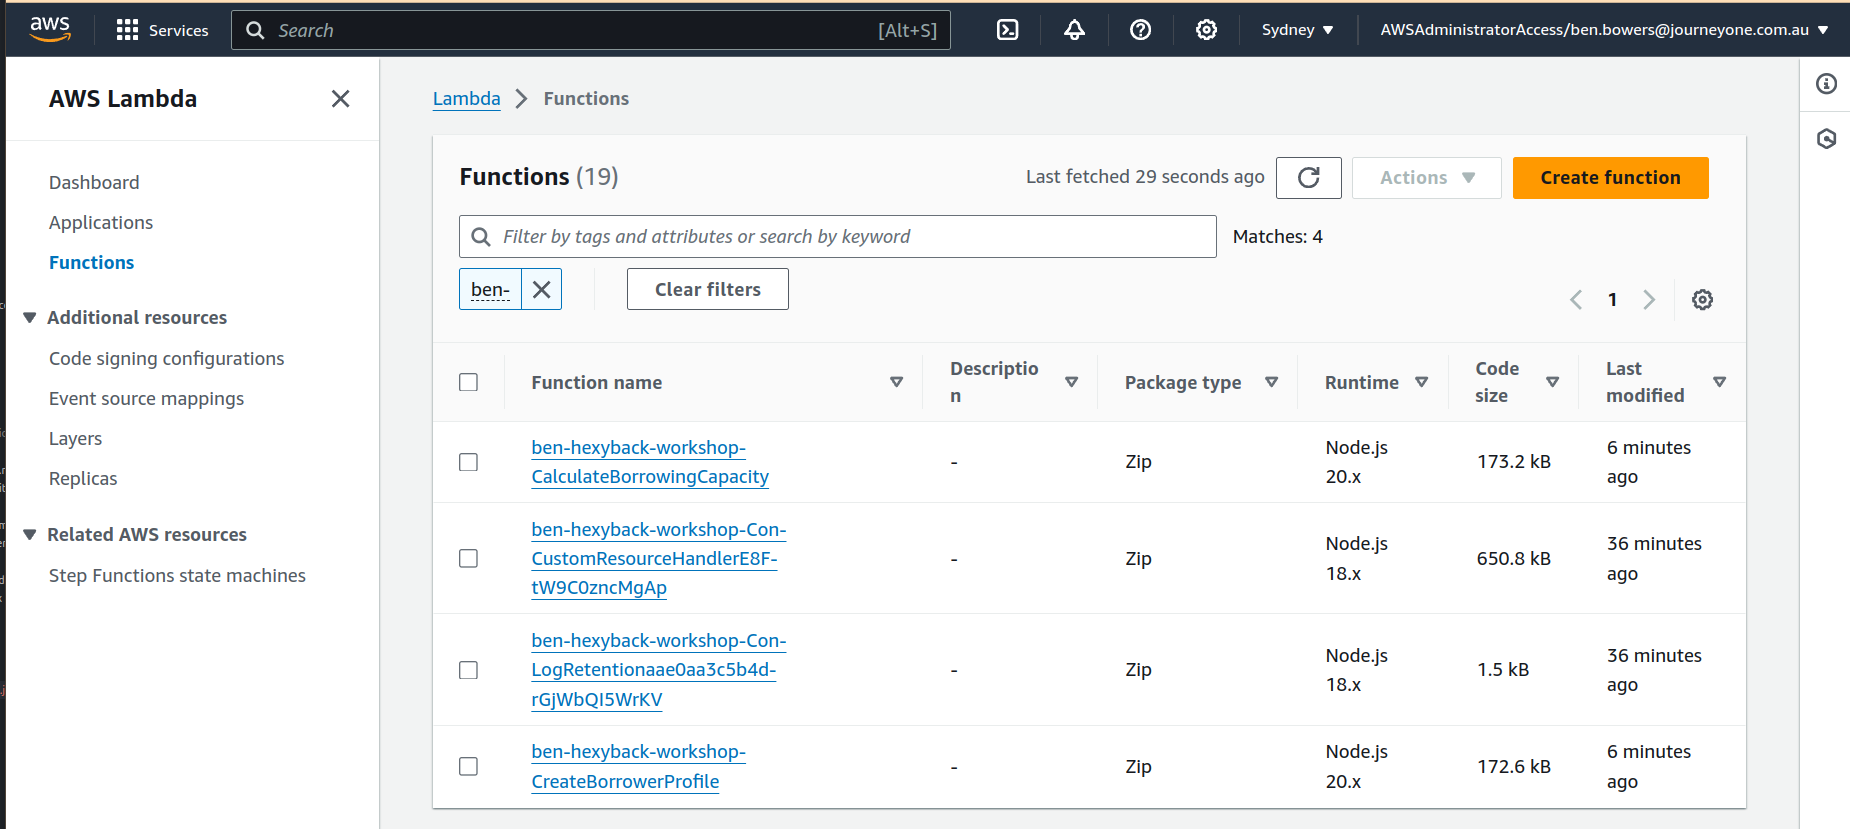 aws
Services
Search
[Alt+S]
Sydney
AWSAdministratorAccess/ben.bowers@journeyone.com.au
AWS Lambda
Dashboard
Applications
Functions
Additional resources
Code signing configurations
Event source mappings
Layers
Replicas
Related AWS resources
Step Functions state machines
Lambda
Functions
Functions (19)
Last fetched 29 seconds ago
Actions
Create function
Filter by tags and attributes or search by keyword
Matches: 4
ben-
Clear filters
1
Function name
Descriptio
n
Package type
Runtime
Code
size
Last
modified
ben-hexyback-workshop-
CalculateBorrowingCapacity
-
Zip
Node.js
20.x
173.2 kB
6 minutes
ago
ben-hexyback-workshop-Con-
CustomResourceHandlerE8F-
tW9C0zncMgAp
-
Zip
Node.js
18.x
650.8 kB
36 minutes
ago
ben-hexyback-workshop-Con-
LogRetentionaae0aa3c5b4d-
rGjWbQI5WrKV
-
Zip
Node.js
18.x
1.5 kB
36 minutes
ago
ben-hexyback-workshop-
CreateBorrowerProfile
-
Zip
Node.js
20.x
172.6 kB
6 minutes
ago